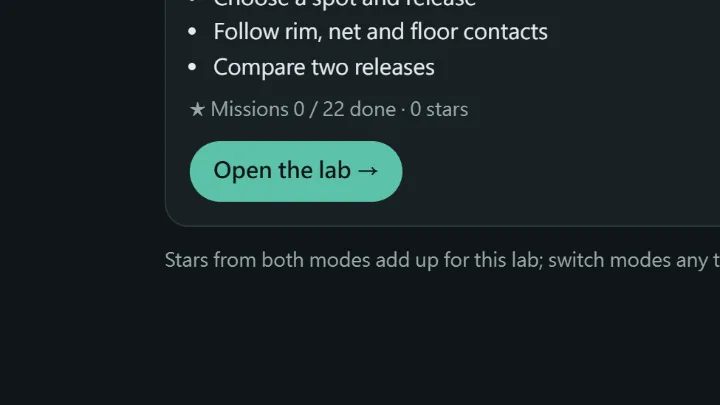 Choose a spot and release
Follow rim, net and floor contacts
Compare two releases
★ Missions 0 / 22 done · 0 stars
Open the lab →
Stars from both modes add up for this lab; switch modes any